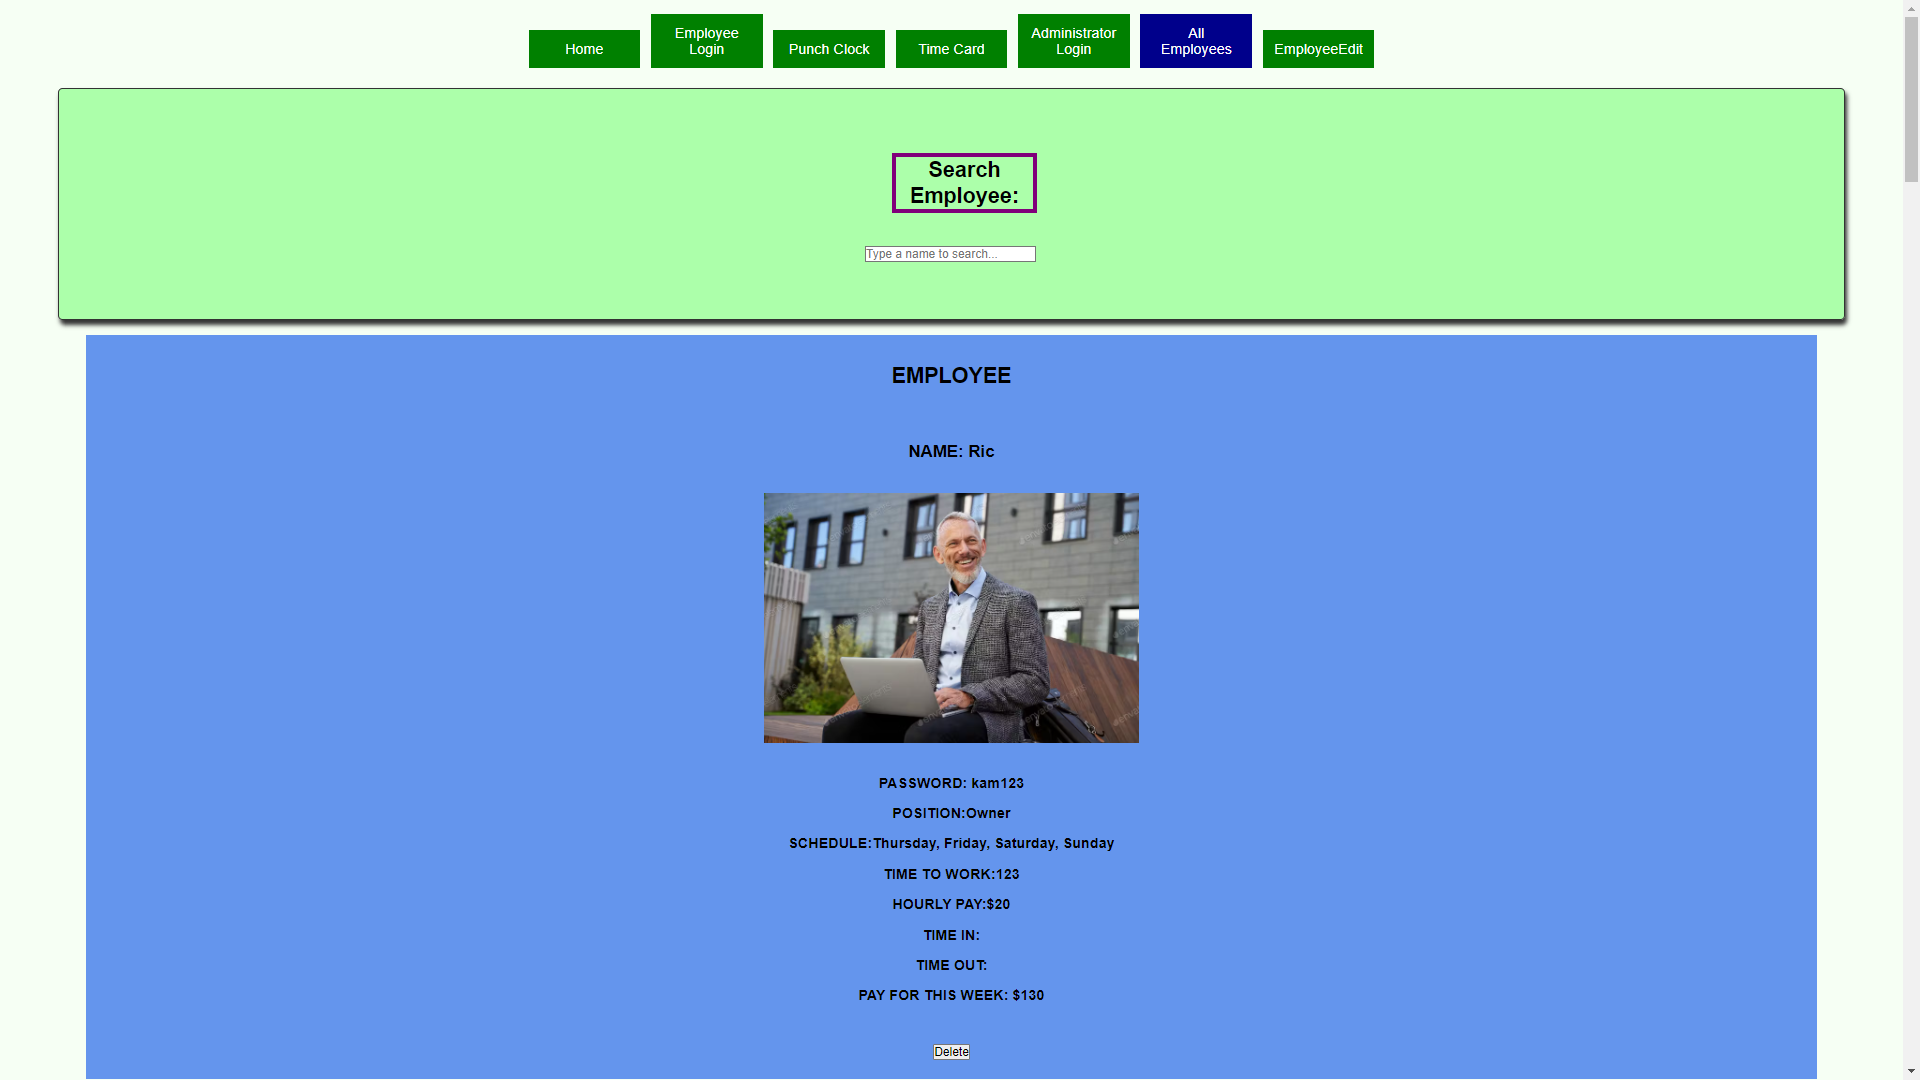 Home
Employee
Login
Punch Clock
Time Card
Administrator
Login
All
Employees
EmployeeEdit
Search
Employee:
Type a name to search...
EMPLOYEE
NAME: Ric
PASSWORD: kam123
POSITION:Owner
SCHEDULE:Thursday, Friday, Saturday, Sunday
TIME TO WORK:123
HOURLY PAY:$20
TIME IN:
TIME OUT:
PAY FOR THIS WEEK: $130
Delete